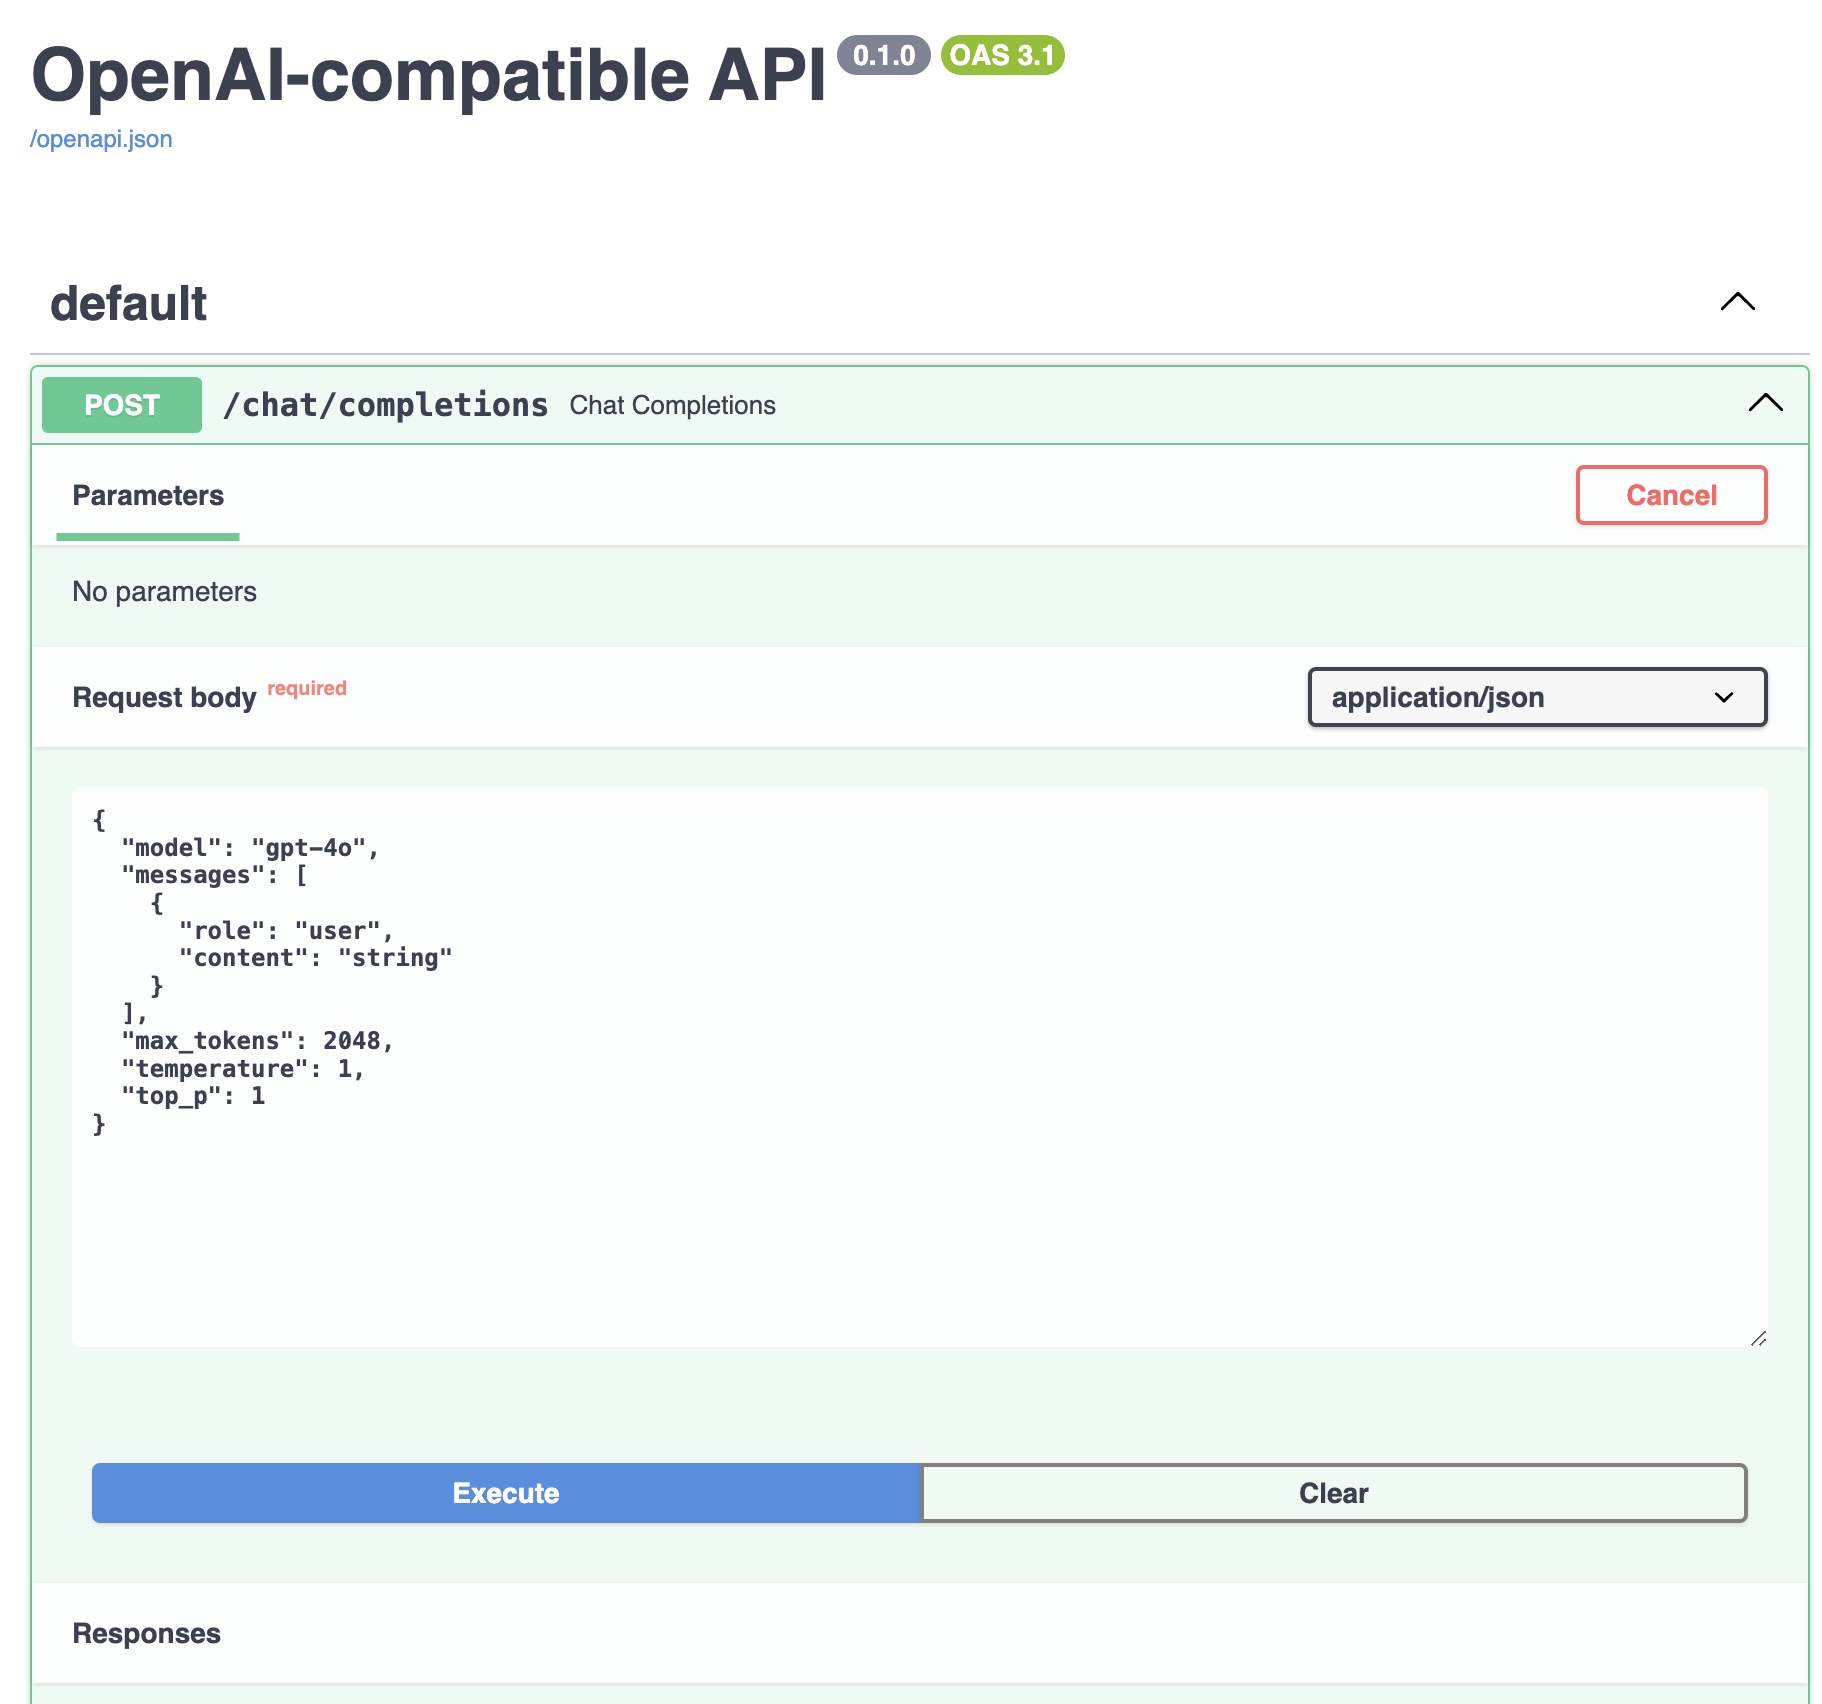 OpenAI-compatible API 0.1.0 OAS 3.1
/openapi.json
default
POST /chat/completions Chat Completions
Parameters
Cancel
No parameters
Request body required
application/json
{
  "model": "gpt-4o",
  "messages": [
    {
      "role": "user",
      "content": "string"
    }
  ],
  "max_tokens": 2048,
  "temperature": 1,
  "top_p": 1
}
Execute
Clear
Responses